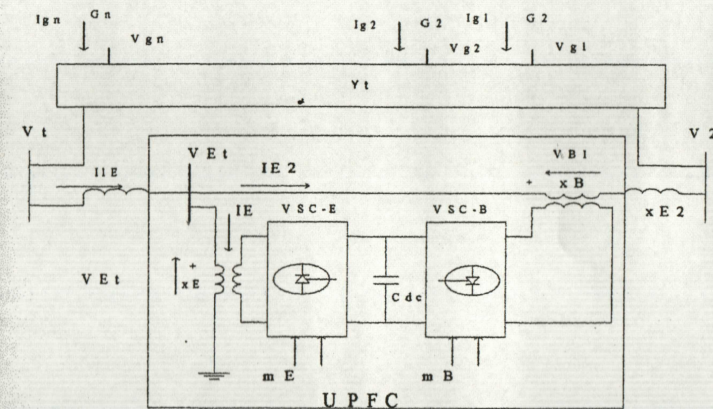 Ign Gn Ig2 G2 Ig1 G2
Vgn Vg2 Vg1
Yt
Vt V2
VEt IE2 VB1
I1E xB
IE VSC-E VSC-B xE2
VEt + xE Cdc
mE mB
UPFC